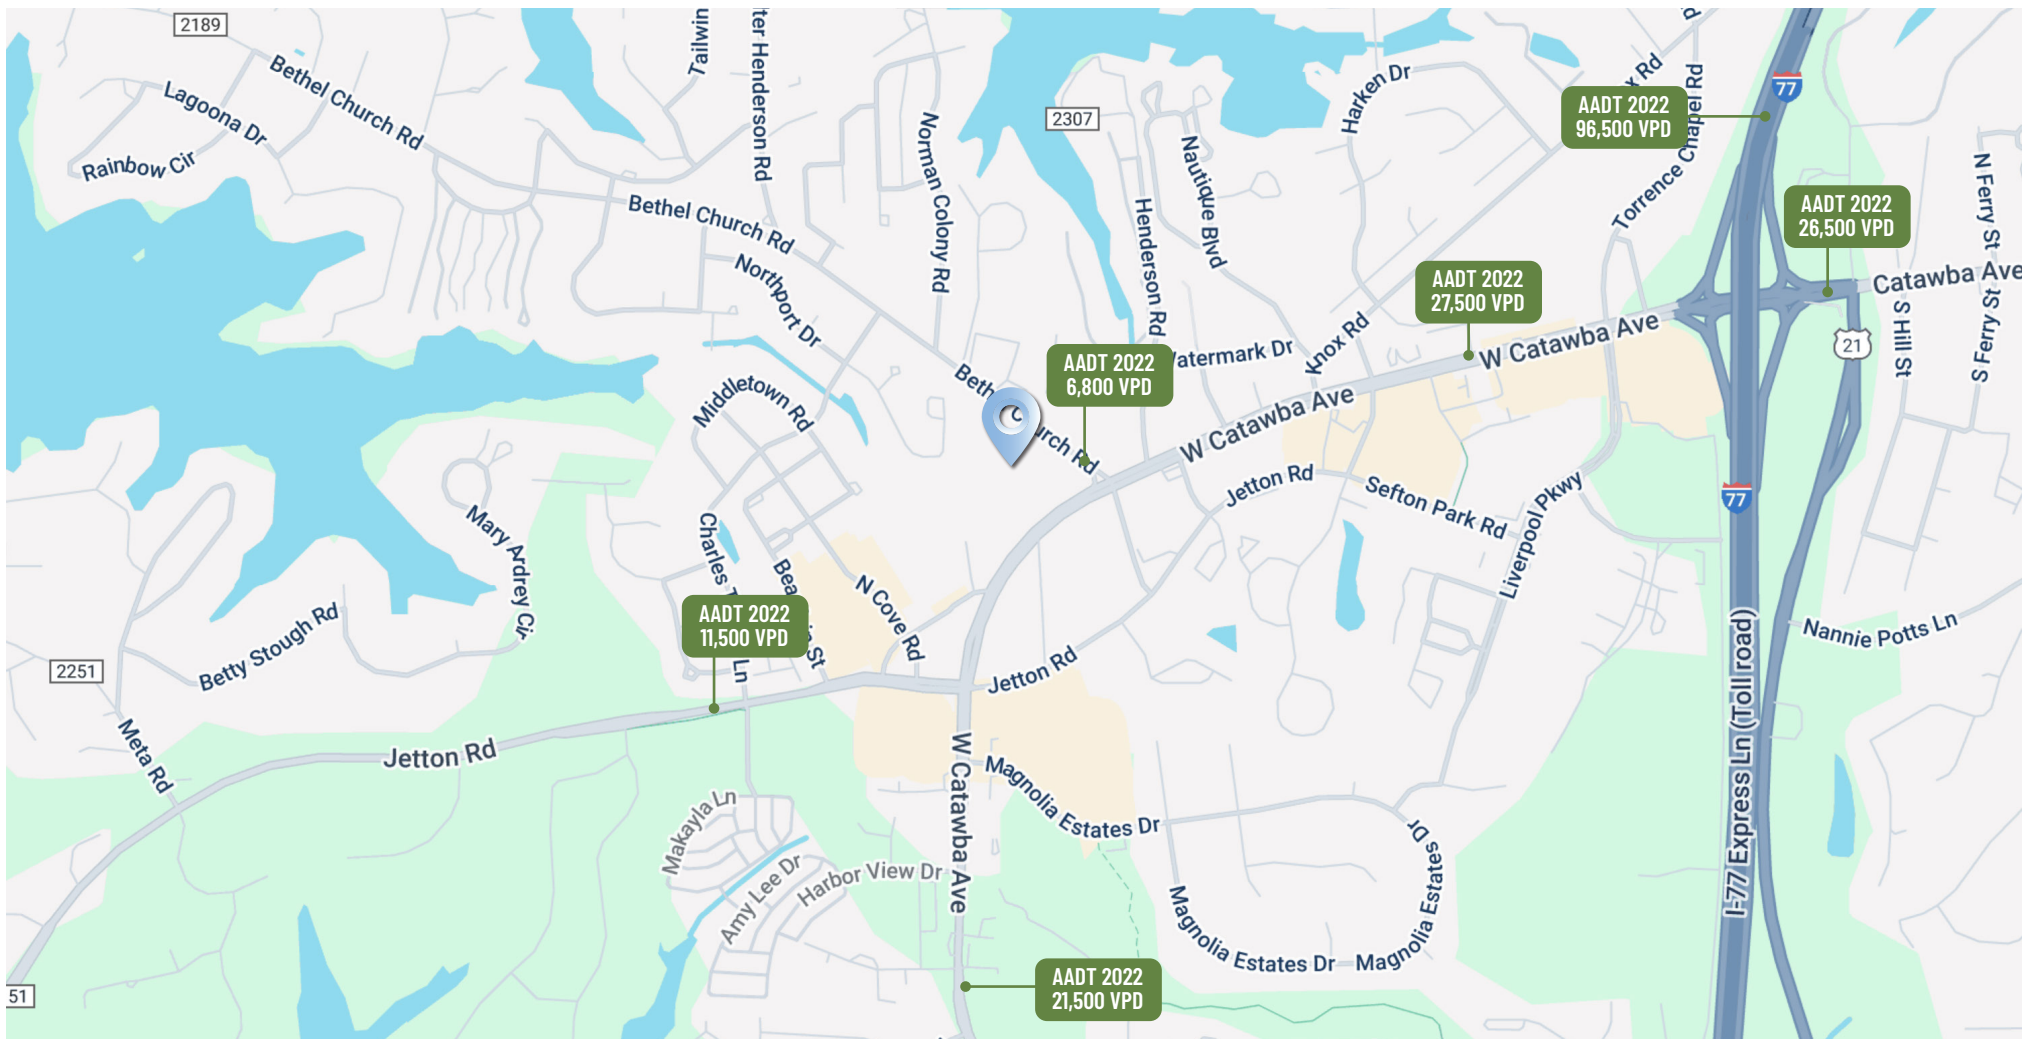 2189
Bethel Church Rd
Lagoona Dr
Rainbow Cir
Bethel Church Rd
Northport Dr
Norman Colony Rd
2307
Nautique Blvd
Henderson Rd
Harken Dr
Torrence Chapel Rd
AADT 2022
96,500 VPD
77
AADT 2022
26,500 VPD
N Ferry St
Catawba Ave
S Hill St
S Ferry St
21
AADT 2022
27,500 VPD
W Catawba Ave
Knox Rd
AADT 2022
6,800 VPD
W Catawba Ave
Middletown Rd
Jetton Rd
Sefton Park Rd
Liverpool Pkwy
77
Mary Ardrey Cir
Charles
Ln
N Cove Rd
AADT 2022
11,500 VPD
Betty Stough Rd
2251
Meta Rd
Jetton Rd
Jetton Rd
Nannie Potts Ln
I-77 Express Ln (Toll road)
W Catawba Ave
Magnolia Estates Dr
Makayla Ln
Amy Lee Dr
Harbor View Dr
Magnolia Estates Dr
Magnolia Estates Dr
51
AADT 2022
21,500 VPD